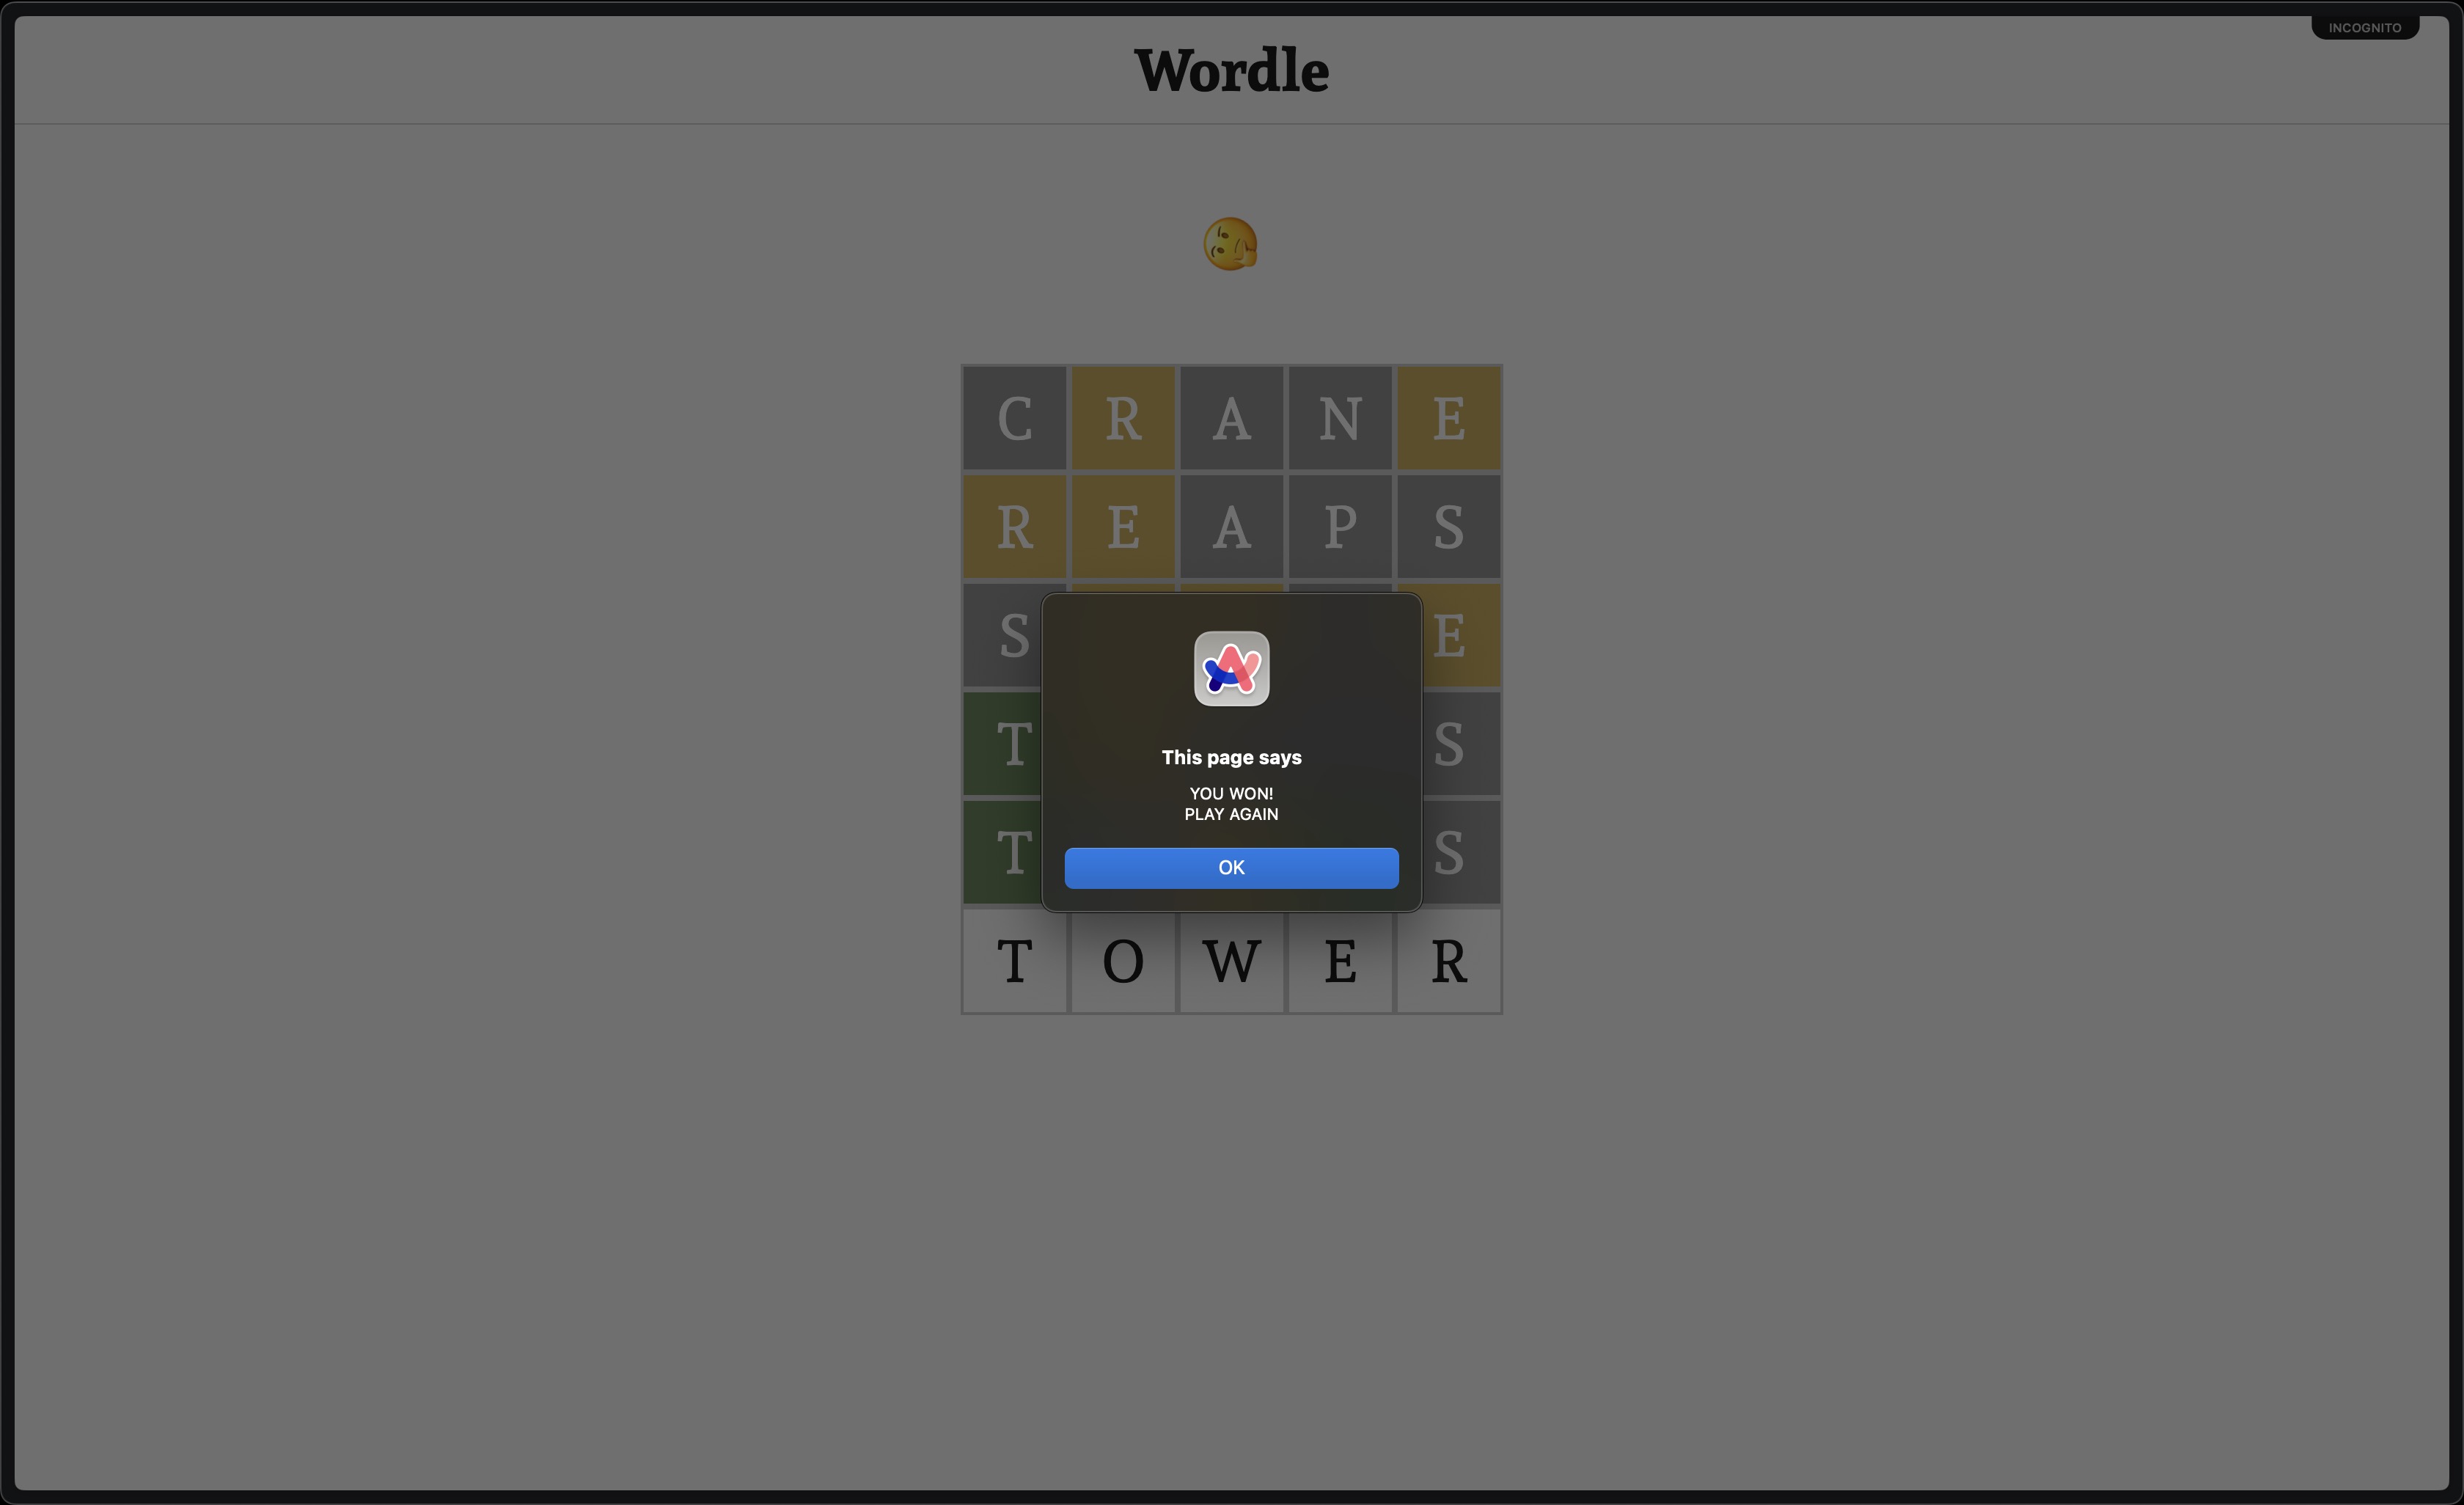 INCOGNITO
Wordle
C R A N E
R E A P S
S E
T S
T S
This page says
YOU WON!
PLAY AGAIN
OK
T O W E R